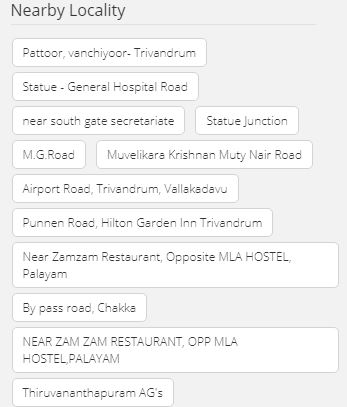 Nearby Locality
Pattoor, vanchiyoor- Trivandrum
Statue - General Hospital Road
near south gate secretariate
Statue Junction
M.G.Road
Muvelikara Krishnan Muty Nair Road
Airport Road, Trivandrum, Vallakadavu
Punnen Road, Hilton Garden Inn Trivandrum
Near Zamzam Restaurant, Opposite MLA HOSTEL,
Palayam
By pass road, Chakka
NEAR ZAM ZAM RESTAURANT, OPP MLA
HOSTEL,PALAYAM
Thiruvananthapuram AG's